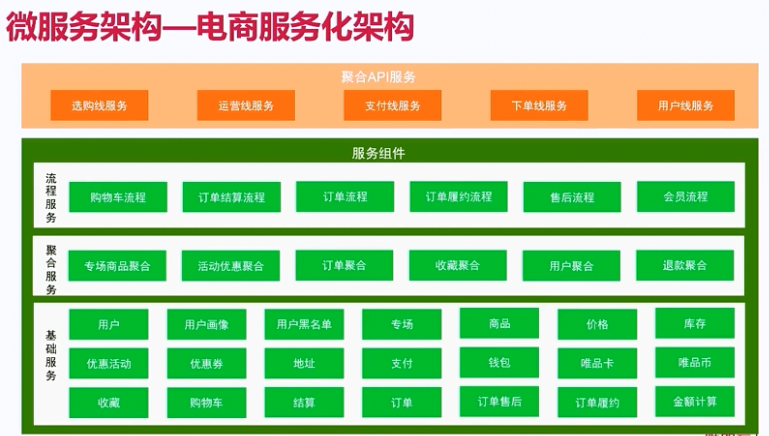 微服务架构—电商服务化架构
聚合API服务
选购线服务 运营线服务 支付线服务 下单线服务 用户线服务
服务组件
流程服务
购物车流程 订单结算流程 订单流程 订单履约流程 售后流程 会员流程
聚合服务
专场商品聚合 活动优惠聚合 订单聚合 收藏聚合 用户聚合 退款聚合
基础服务
用户 用户画像 用户黑名单 专场 商品 价格 库存
优惠活动 优惠券 地址 支付 钱包 唯品卡 唯品币
收藏 购物车 结算 订单 订单售后 订单履约 金额计算